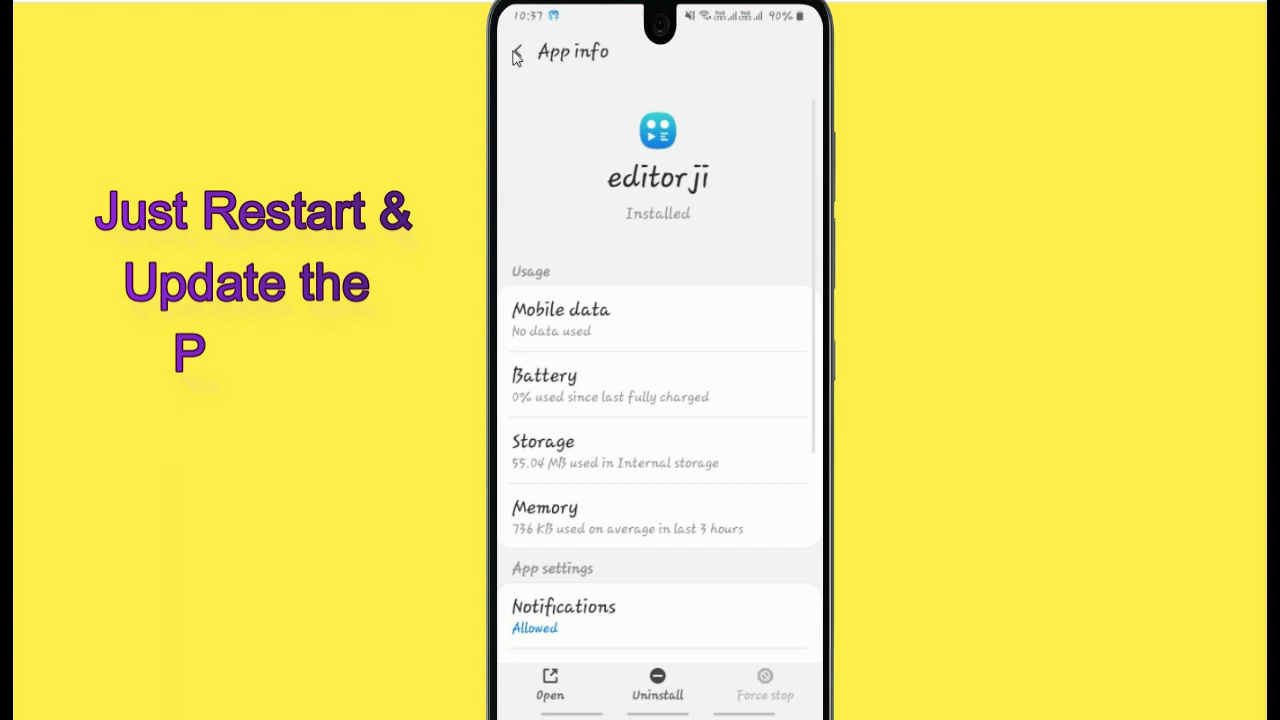 Just Restart &
Update the
P
10:37
90%
App info
editorji
Installed
Usage
Mobile data
No data used
Battery
0% used since last fully charged
Storage
55.04 MB used in Internal storage
Memory
736 KB used on average in last 3 hours
App settings
Notifications
Allowed
Open Uninstall Force stop